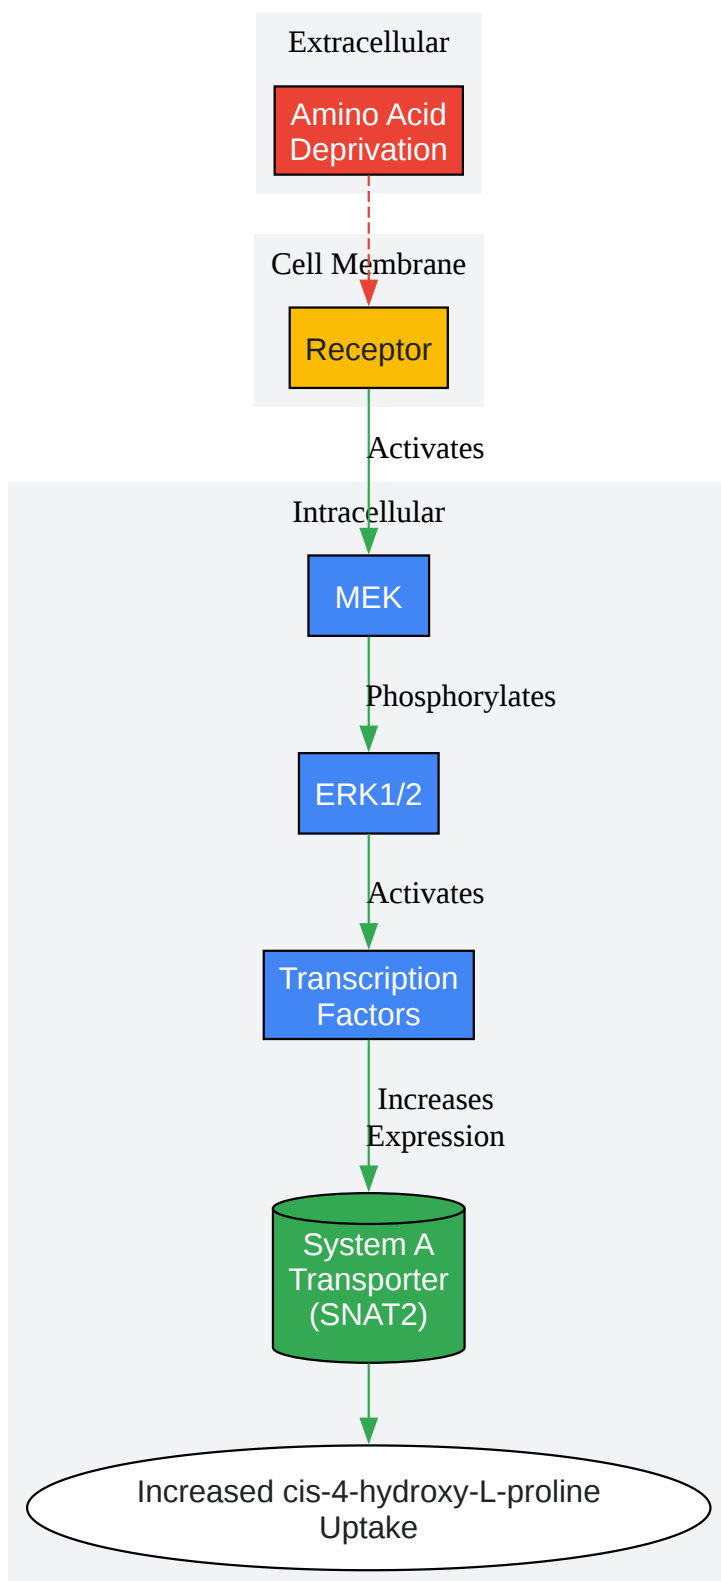 Extracellular
Amino Acid
Deprivation
Cell Membrane
Receptor
Activates
Intracellular
MEK
Phosphorylates
ERK1/2
Activates
Transcription
Factors
Increases
Expression
System A
Transporter
(SNAT2)
Increased cis-4-hydroxy-L-proline
Uptake